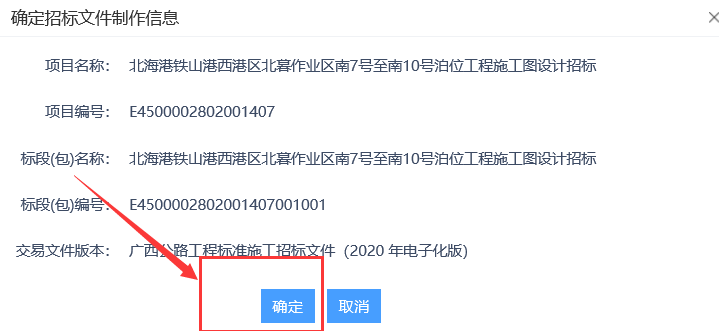 确定招标文件制作信息
项目名称： 北海港铁山港西港区北暮作业区南7号至南10号泊位工程施工图设计招标
项目编号： E4500002802001407
标段(包)名称： 北海港铁山港西港区北暮作业区南7号至南10号泊位工程施工图设计招标
标段(包)编号： E4500002802001407001001
交易文件版本： 广西公路工程标准施工招标文件（2020 年电子化版）
确定 取消